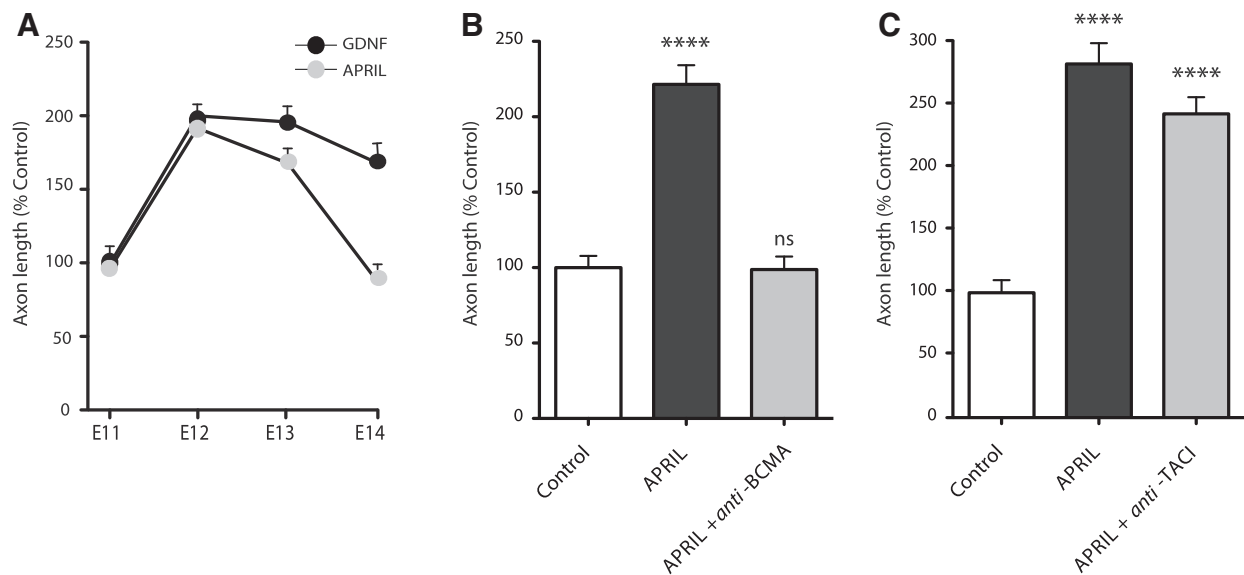 A
250
200
150
100
50
0
Axon length (% Control)
GDNF
APRIL
E11 E12 E13 E14
B
250
200
150
100
50
0
Axon length (% Control)
****
ns
Control
APRIL
APRIL + anti -BCMA
C
300
250
300
200
150
100
50
0
Axon length (% Control)
****
****
Control
APRIL
APRIL + anti -TACI